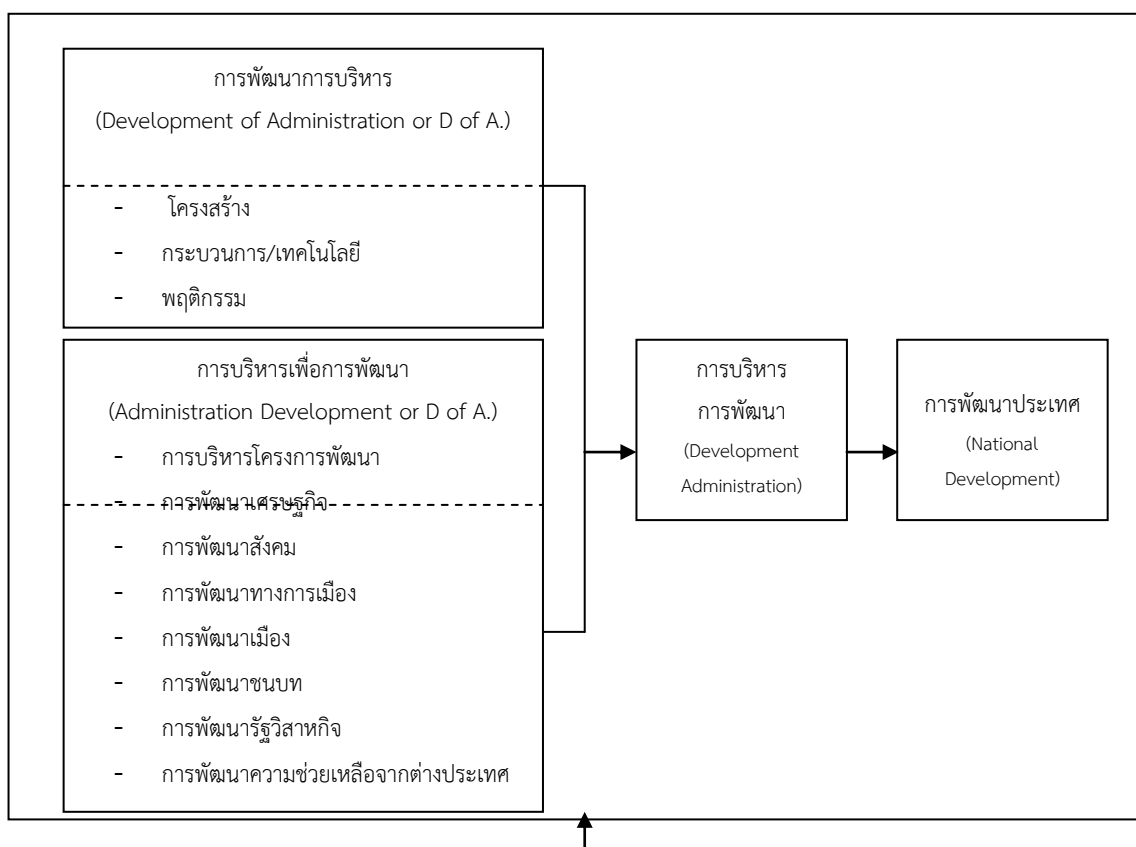 การพัฒนาการบริหาร
(Development of Administration or D of A.)
- โครงสร้าง
- กระบวนการ/เทคโนโลยี
- พฤติกรรม
การบริหารเพื่อการพัฒนา
(Administration Development or D of A.)
- การบริหารโครงการพัฒนา
- การพัฒนาเศรษฐกิจ
- การพัฒนาสังคม
- การพัฒนาทางการเมือง
- การพัฒนาเมือง
- การพัฒนาชนบท
- การพัฒนารัฐวิสาหกิจ
- การพัฒนาความช่วยเหลือจากต่างประเทศ
การบริหาร
การพัฒนา
(Development
Administration)
การพัฒนาประเทศ
(National
Development)